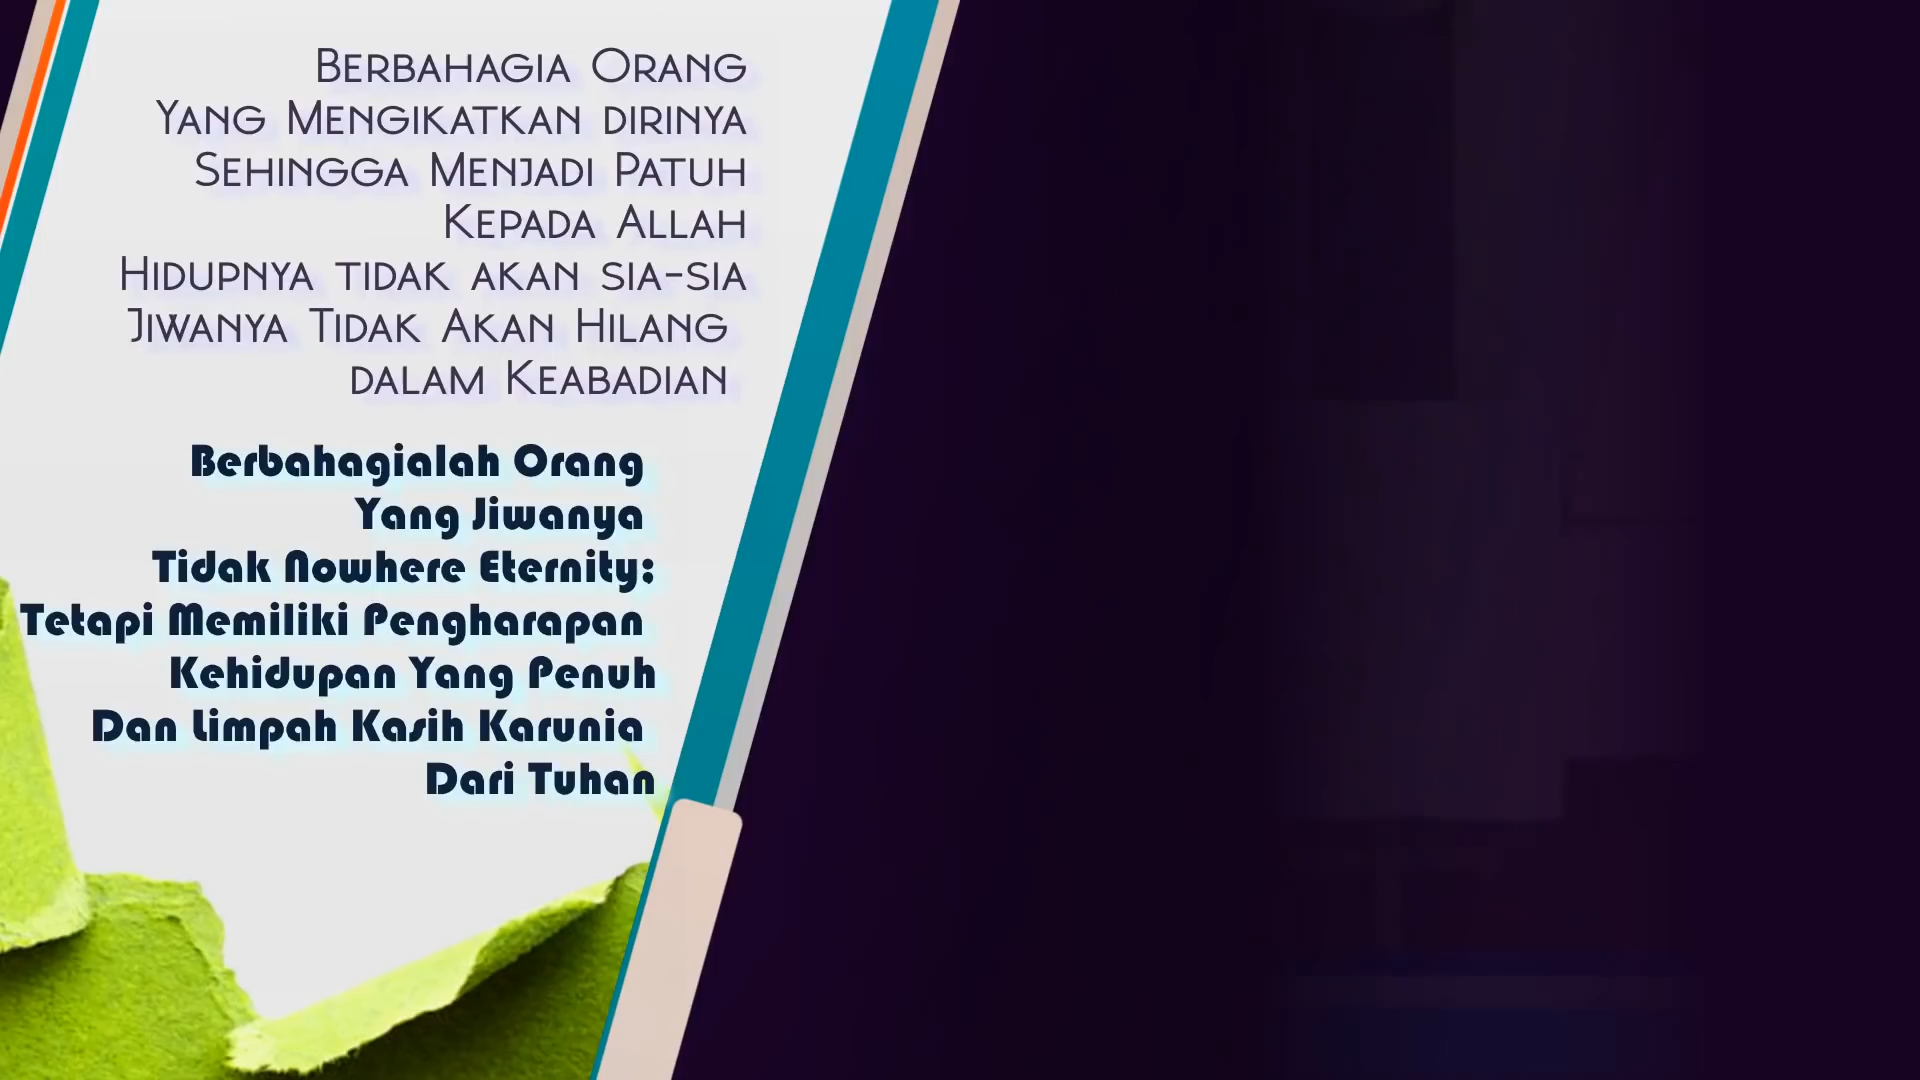 Berbahagia Orang
Yang Mengikatkan dirinya
Sehingga Menjadi Patuh
Kepada Allah
Hidupnya tidak akan sia-sia
Jiwanya Tidak Akan Hilang
dalam Keabadian
Berbahagialah Orang
Yang Jiwanya
Tidak Nowhere Eternity:
Tetapi Memiliki Pengharapan
Kehidupan Yang Penuh
Dan Limpah Kasih Karunia
Dari Tuhan